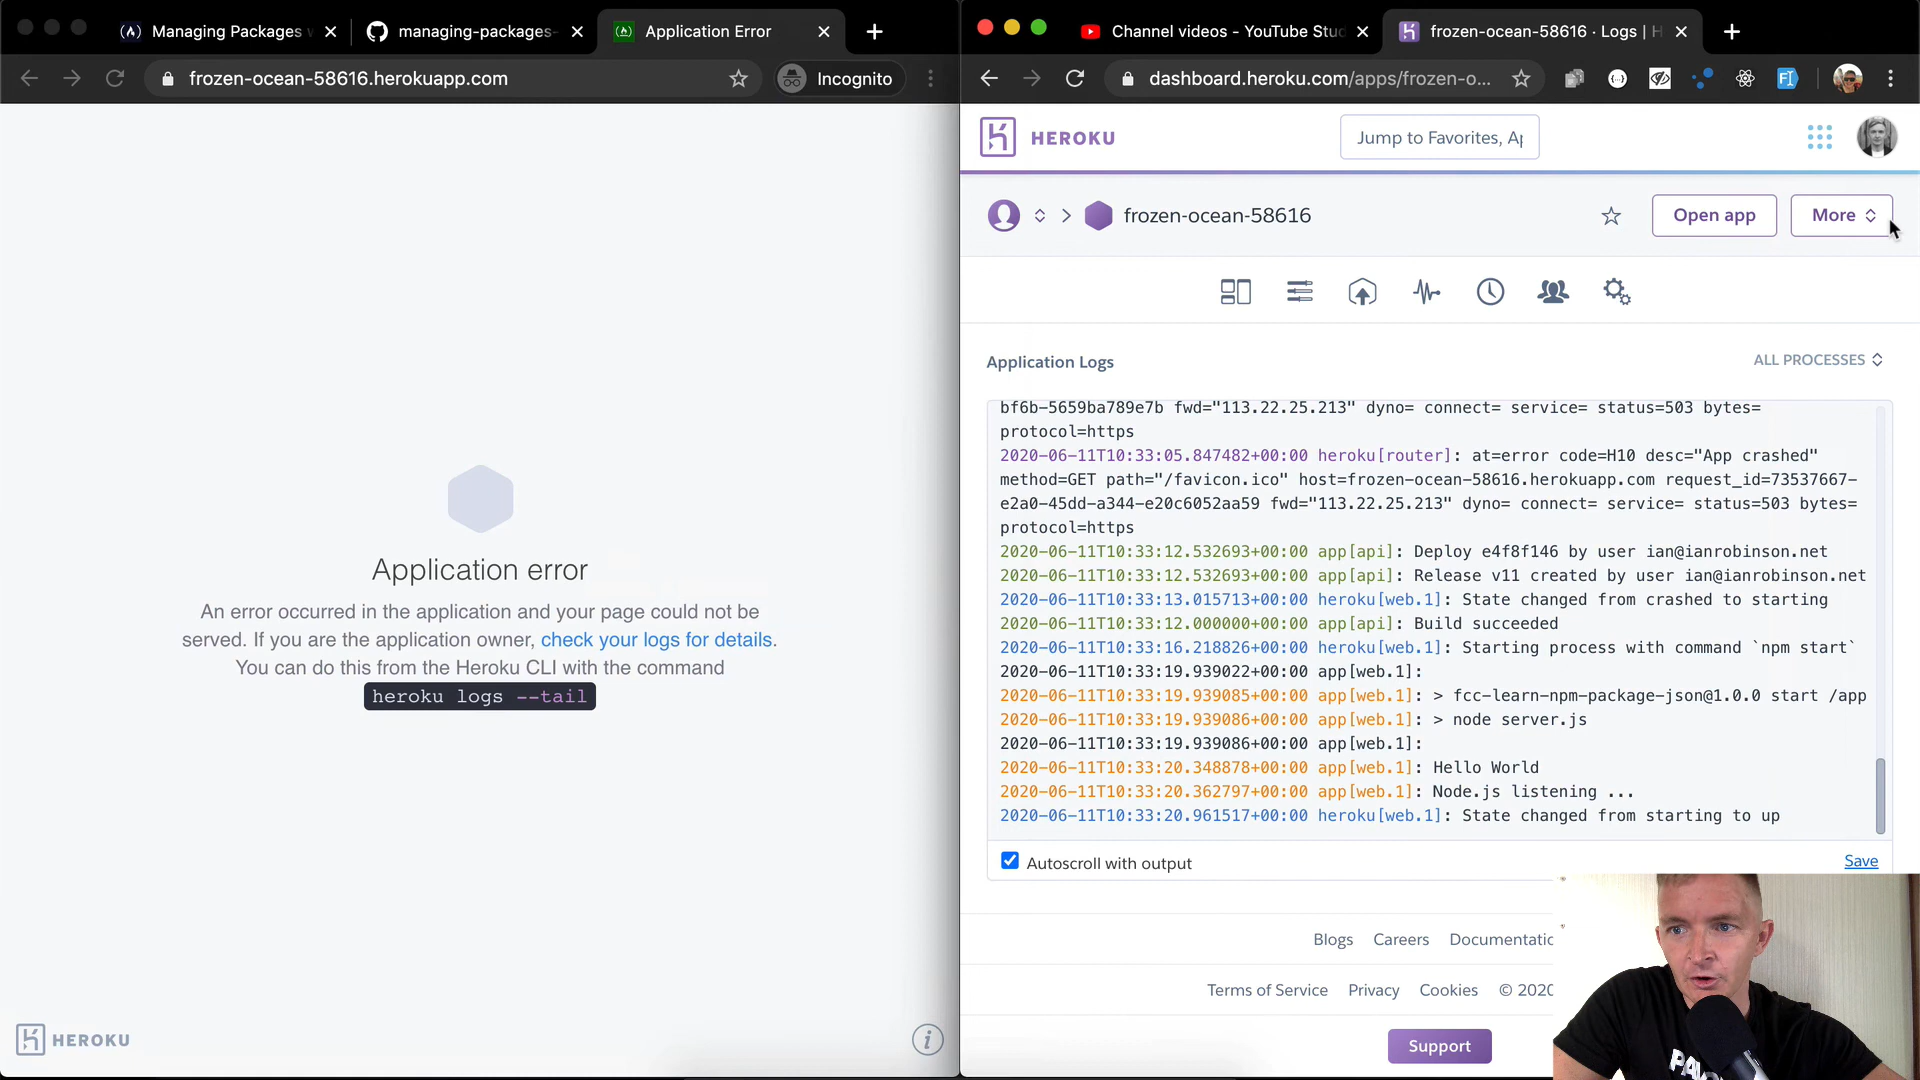 Managing Packages
managing-packages-
Application Error
frozen-ocean-58616.herokuapp.com
Incognito
Application error
An error occurred in the application and your page could not be
served. If you are the application owner, check your logs for details.
You can do this from the Heroku CLI with the command
heroku logs --tail
HEROKU
Channel videos - YouTube Stu
frozen-ocean-58616 · Logs | H
dashboard.heroku.com/apps/frozen-o...
HEROKU
Jump to Favorites, Ap
frozen-ocean-58616
Open app
More
Application Logs
ALL PROCESSES
bf6b-5659ba789e7b fwd="113.22.25.213" dyno= connect= service= status=503 bytes=
protocol=https
2020-06-11T10:33:05.847482+00:00 heroku[router]: at=error code=H10 desc="App crashed"
method=GET path="/favicon.ico" host=frozen-ocean-58616.herokuapp.com request_id=73537667-
e2a0-45dd-a344-e20c6052aa59 fwd="113.22.25.213" dyno= connect= service= status=503 bytes=
protocol=https
2020-06-11T10:33:12.532693+00:00 app[api]: Deploy e4f8f146 by user ian@ianrobinson.net
2020-06-11T10:33:12.532693+00:00 app[api]: Release v11 created by user ian@ianrobinson.net
2020-06-11T10:33:13.015713+00:00 heroku[web.1]: State changed from crashed to starting
2020-06-11T10:33:12.000000+00:00 app[api]: Build succeeded
2020-06-11T10:33:16.218826+00:00 heroku[web.1]: Starting process with command `npm start`
2020-06-11T10:33:19.939022+00:00 app[web.1]:
2020-06-11T10:33:19.939085+00:00 app[web.1]: > fcc-learn-npm-package-json@1.0.0 start /app
2020-06-11T10:33:19.939086+00:00 app[web.1]: > node server.js
2020-06-11T10:33:19.939086+00:00 app[web.1]:
2020-06-11T10:33:20.348878+00:00 app[web.1]: Hello World
2020-06-11T10:33:20.362797+00:00 app[web.1]: Node.js listening ...
2020-06-11T10:33:20.961517+00:00 heroku[web.1]: State changed from starting to up
Autoscroll with output
Save
Blogs Careers Documentatic
Terms of Service Privacy Cookies © 2020
Support